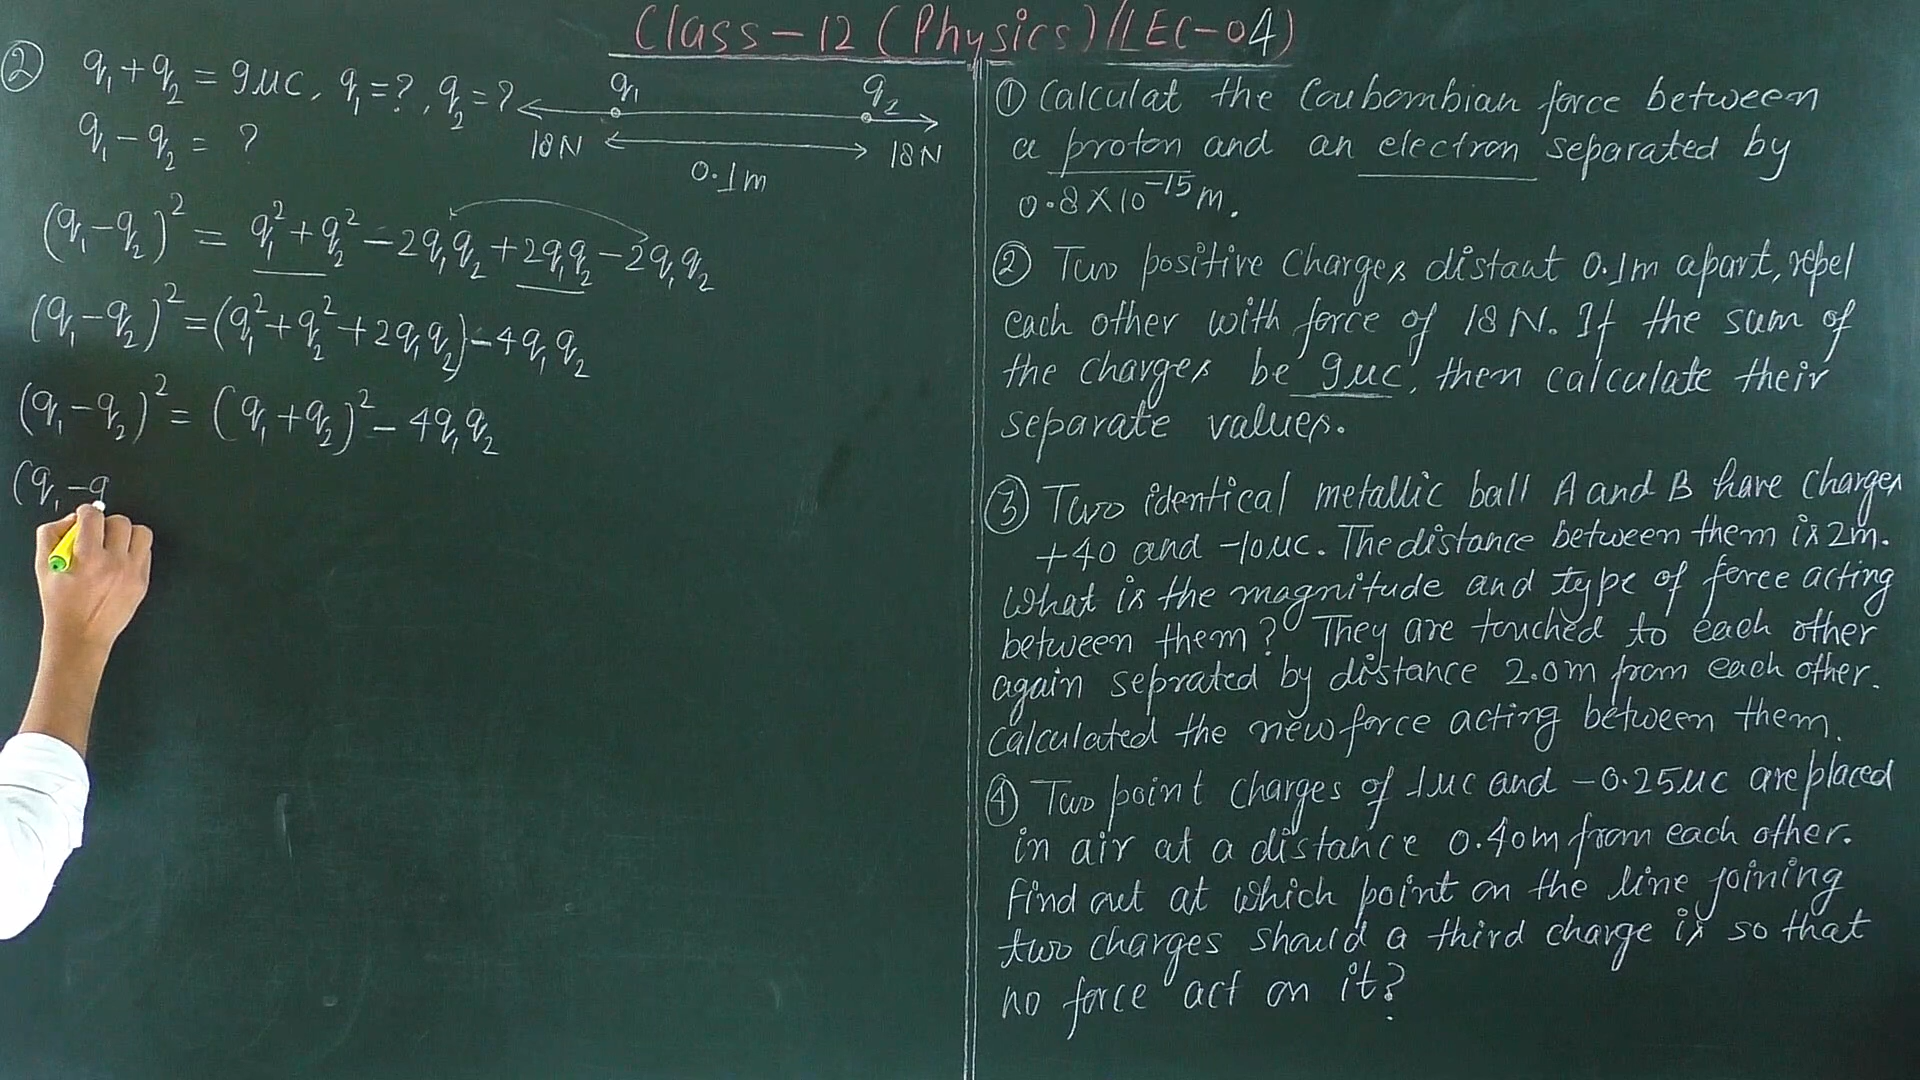 Class-12 (Physics)/LEC-04)
② q₁+q₂ = 9μc, q₁=?, q₂=?
q₁-q₂ = ?
q₁ q₂
18N 18N
0.1m
(q₁-q₂)² = q₁²+q₂²-2q₁q₂+2q₁q₂-2q₁q₂
(q₁-q₂)²=(q₁²+q₂²+2q₁q₂)-4q₁q₂
(q₁-q₂)² = (q₁+q₂)²-4q₁q₂
(q₁-q
① Calculat the Coubombian force between
a proton and an electron separated by
0.8×10⁻¹⁵m.
② Two positive Charges distant 0.1m apart, repel
each other with force of 18N. If the sum of
the charges be 9μc, then calculate their
separate values.
③ Two identical metallic ball A and B have charges
+40 and -10μc. The distance between them is 2m.
What is the magnitude and type of force acting
between them? They are touched to each other
again seprated by distance 2.0m from each other.
Calculated the new force acting between them.
④ Two point charges of 1μc and -0.25μc are placed
in air at a distance 0.40m from each other.
Find out at which point on the line joining
two charges should a third charge is so that
no force act on it?